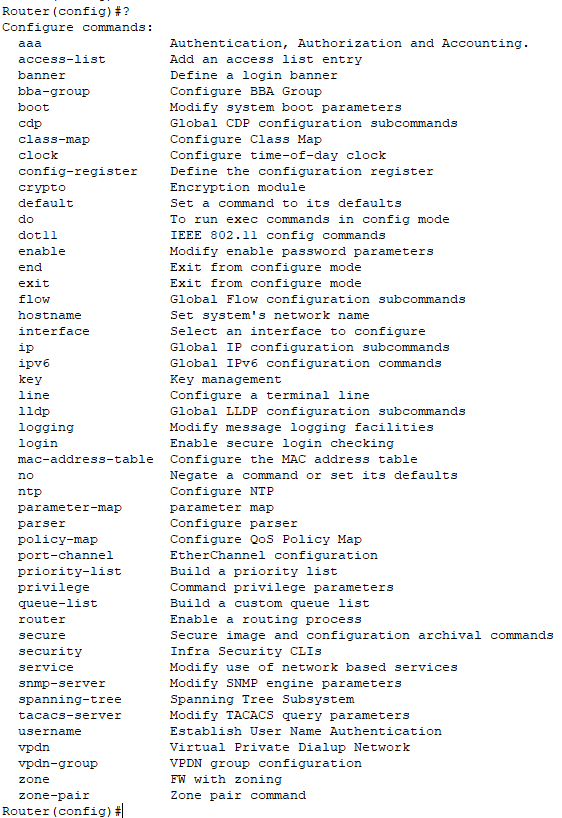 Router(config)#?
Configure commands:
  aaa                Authentication, Authorization and Accounting.
  access-list        Add an access list entry
  banner             Define a login banner
  bba-group          Configure BBA Group
  boot               Modify system boot parameters
  cdp                Global CDP configuration subcommands
  class-map          Configure Class Map
  clock              Configure time-of-day clock
  config-register    Define the configuration register
  crypto             Encryption module
  default            Set a command to its defaults
  do                 To run exec commands in config mode
  dot11              IEEE 802.11 config commands
  enable             Modify enable password parameters
  end                Exit from configure mode
  exit               Exit from configure mode
  flow               Global Flow configuration subcommands
  hostname           Set system's network name
  interface          Select an interface to configure
  ip                 Global IP configuration subcommands
  ipv6               Global IPv6 configuration commands
  key                Key management
  line               Configure a terminal line
  lldp               Global LLDP configuration subcommands
  logging            Modify message logging facilities
  login              Enable secure login checking
  mac-address-table  Configure the MAC address table
  no                 Negate a command or set its defaults
  ntp                Configure NTP
  parameter-map      parameter map
  parser             Configure parser
  policy-map         Configure QoS Policy Map
  port-channel       EtherChannel configuration
  priority-list      Build a priority list
  privilege          Command privilege parameters
  queue-list         Build a custom queue list
  router             Enable a routing process
  secure             Secure image and configuration archival commands
  security           Infra Security CLIs
  service            Modify use of network based services
  snmp-server        Modify SNMP engine parameters
  spanning-tree      Spanning Tree Subsystem
  tacacs-server      Modify TACACS query parameters
  username           Establish User Name Authentication
  vpdn               Virtual Private Dialup Network
  vpdn-group         VPDN group configuration
  zone               FW with zoning
  zone-pair          Zone pair command
Router(config)#